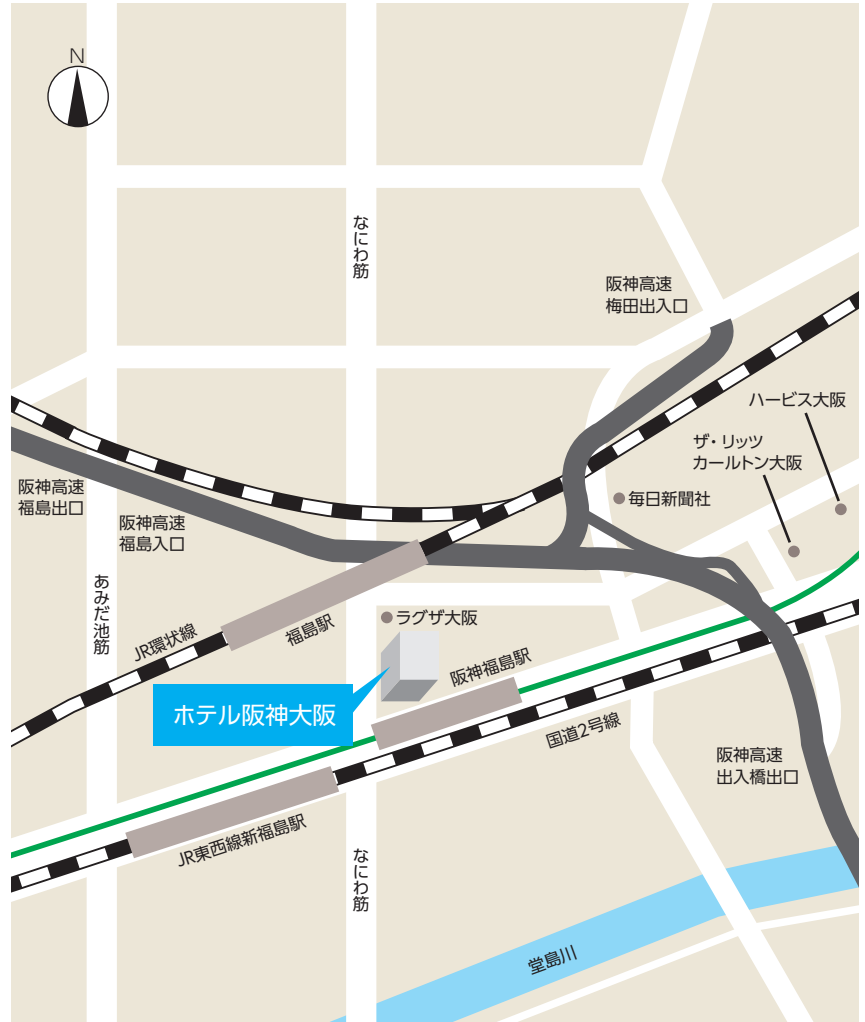 N
なにわ筋
阪神高速
梅田出入口
ハービス大阪
ザ・リッツ
カールトン大阪
阪神高速
福島出口
阪神高速
福島入口
毎日新聞社
あみだ池筋
JR環状線
福島駅
ラグザ大阪
阪神福島駅
ホテル阪神大阪
国道2号線
阪神高速
出入橋出口
JR東西線新福島駅
なにわ筋
堂島川